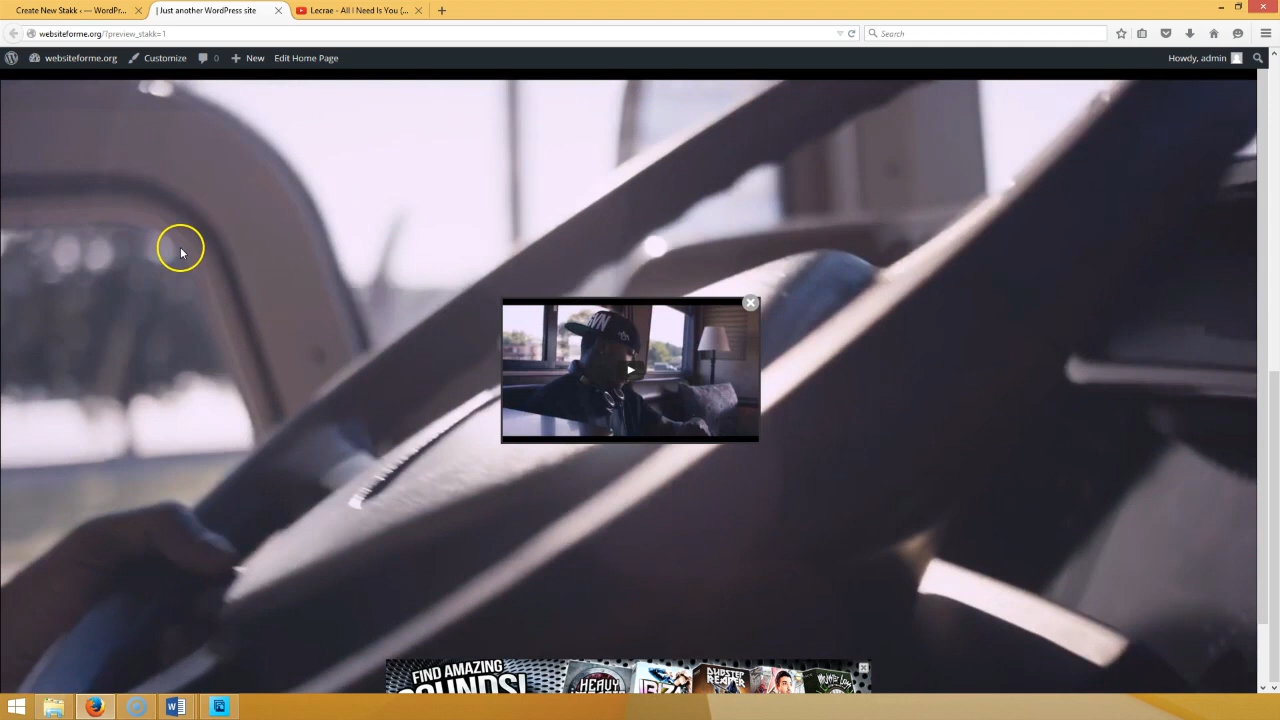 Create New Stakk ‹ — WordPr...
| Just another WordPress site
Lecrae - All I Need Is You (...
websiteforme.org/?preview_stakk=1
Search
websiteforme.org
Customize
0
New
Edit Home Page
Howdy, admin
FIND AMAZING
SOUNDS!
HEAVY
DUBSTEP
REAPER